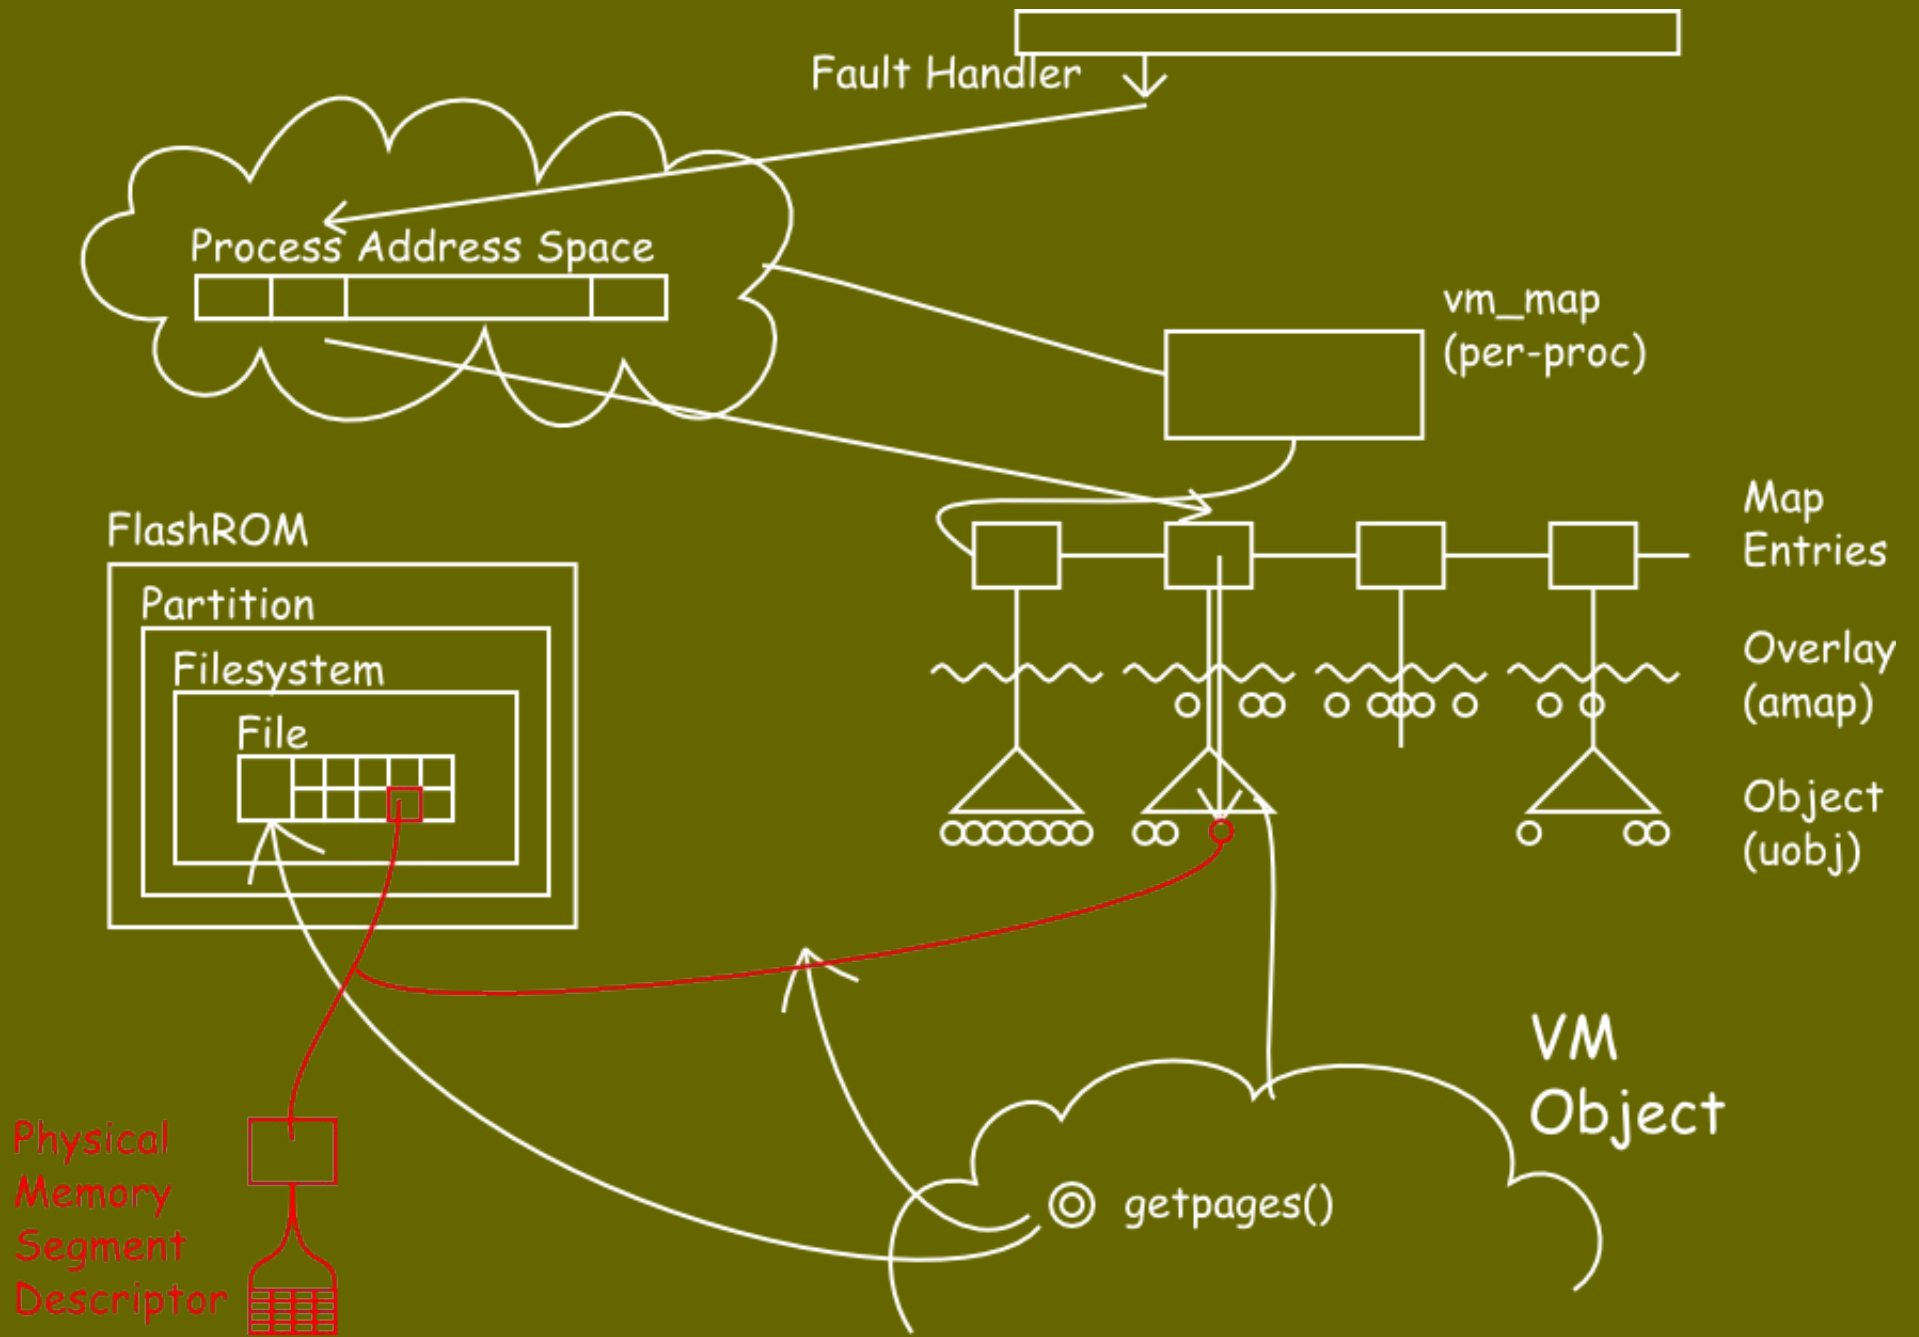 Fault Handler
Process Address Space
vm_map
(per-proc)
Map
Entries
Overlay
(amap)
Object
(uobj)
FlashROM
Partition
Filesystem
File
VM
Object
getpages()
Physical
Memory
Segment
Descriptor